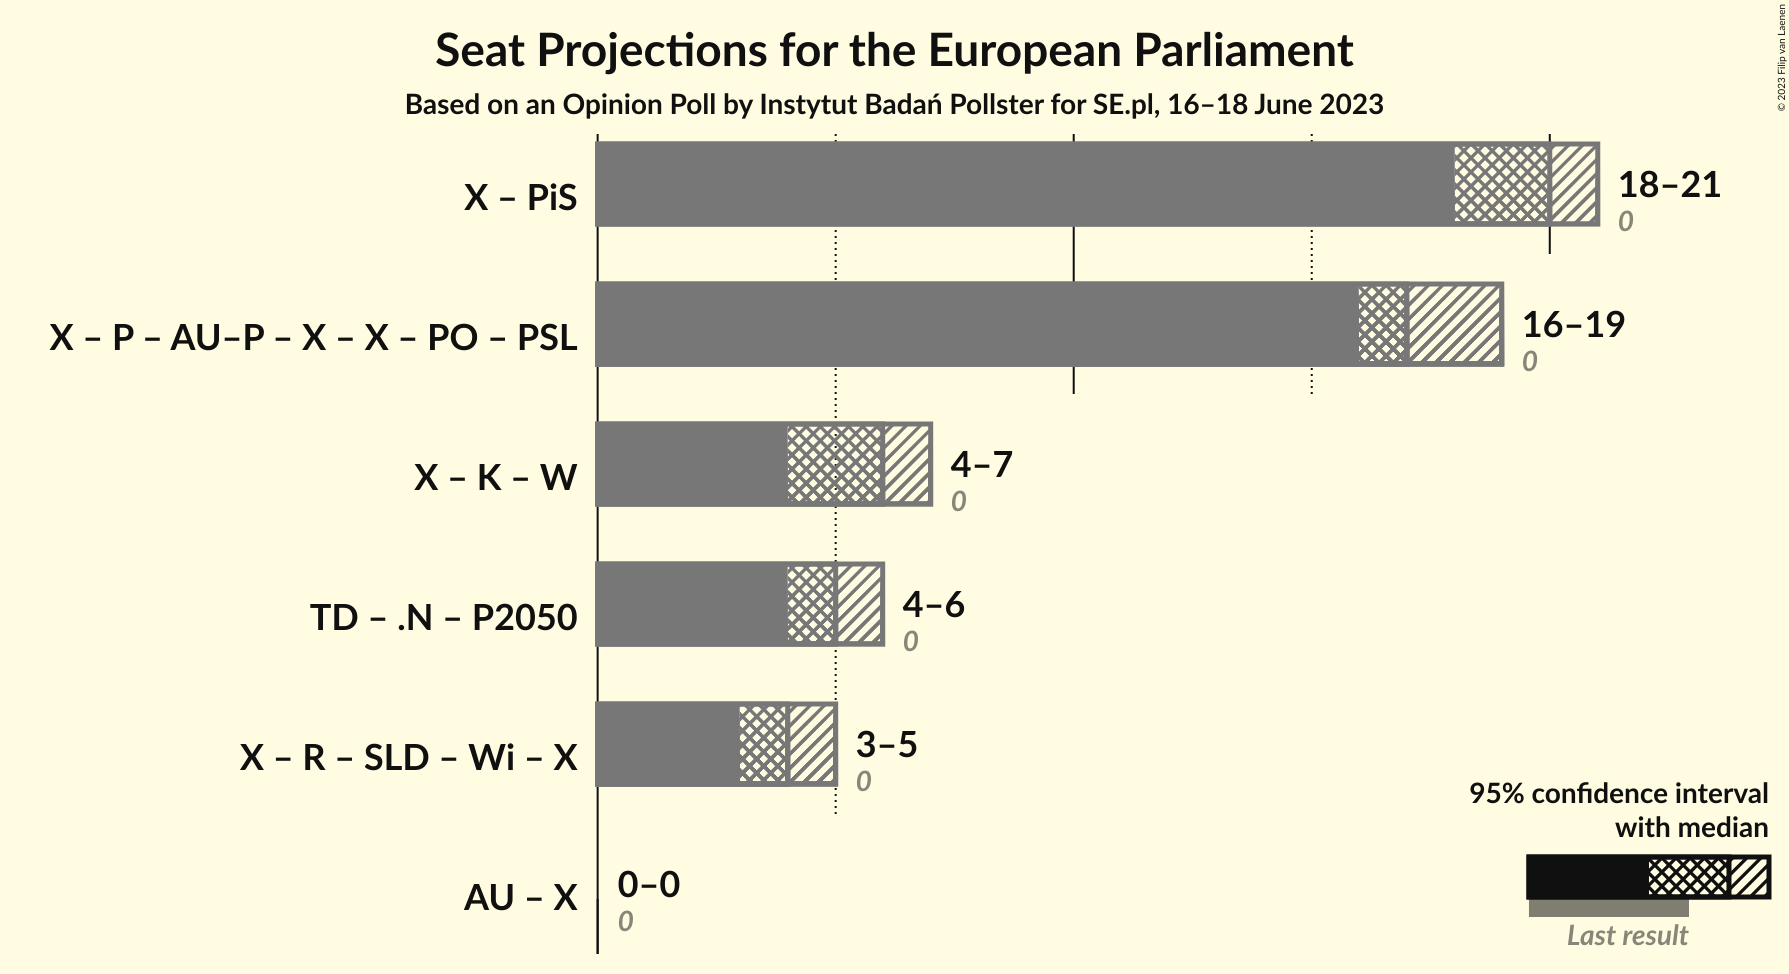 Seat Projections for the European Parliament
Based on an Opinion Poll by Instytut Badań Pollster for SE.pl, 16–18 June 2023
© 2023 Filip van Laenen
X – PiS
18–21
0
X – P – AU–P – X – X – PO – PSL
16–19
0
X – K – W
4–7
0
TD – .N – P2050
4–6
0
X – R – SLD – Wi – X
3–5
0
AU – X
0–0
0
95% confidence interval
with median
Last result